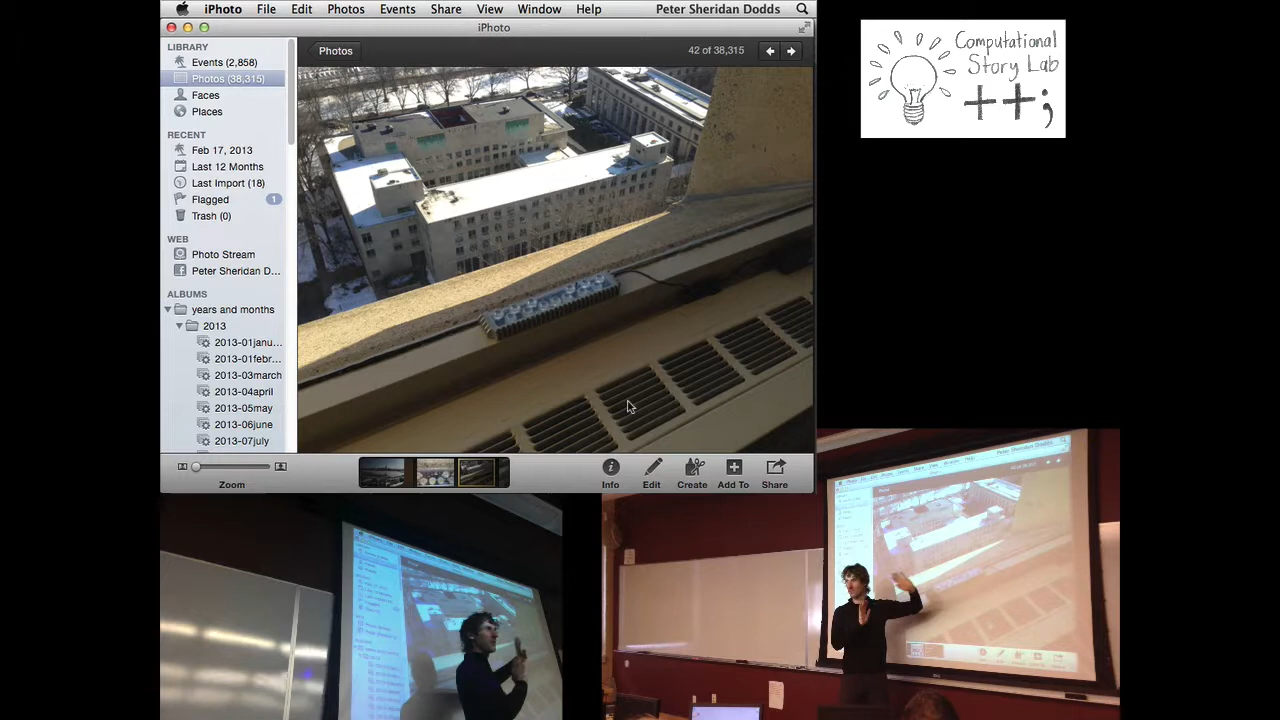 iPhoto File Edit Photos Events Share View Window Help Peter Sheridan Dodds
iPhoto
LIBRARY
Events (2,858)
Photos (38,315)
Faces
Places
RECENT
Feb 17, 2013
Last 12 Months
Last Import (18)
Flagged 1
Trash (0)
WEB
Photo Stream
Peter Sheridan D...
ALBUMS
years and months
2013
2013-01janu...
2013-01febr...
2013-03march
2013-04april
2013-05may
2013-06june
2013-07july
Photos
42 of 38,315
Zoom
Info Edit Create Add To Share
Computational
Story Lab
++;